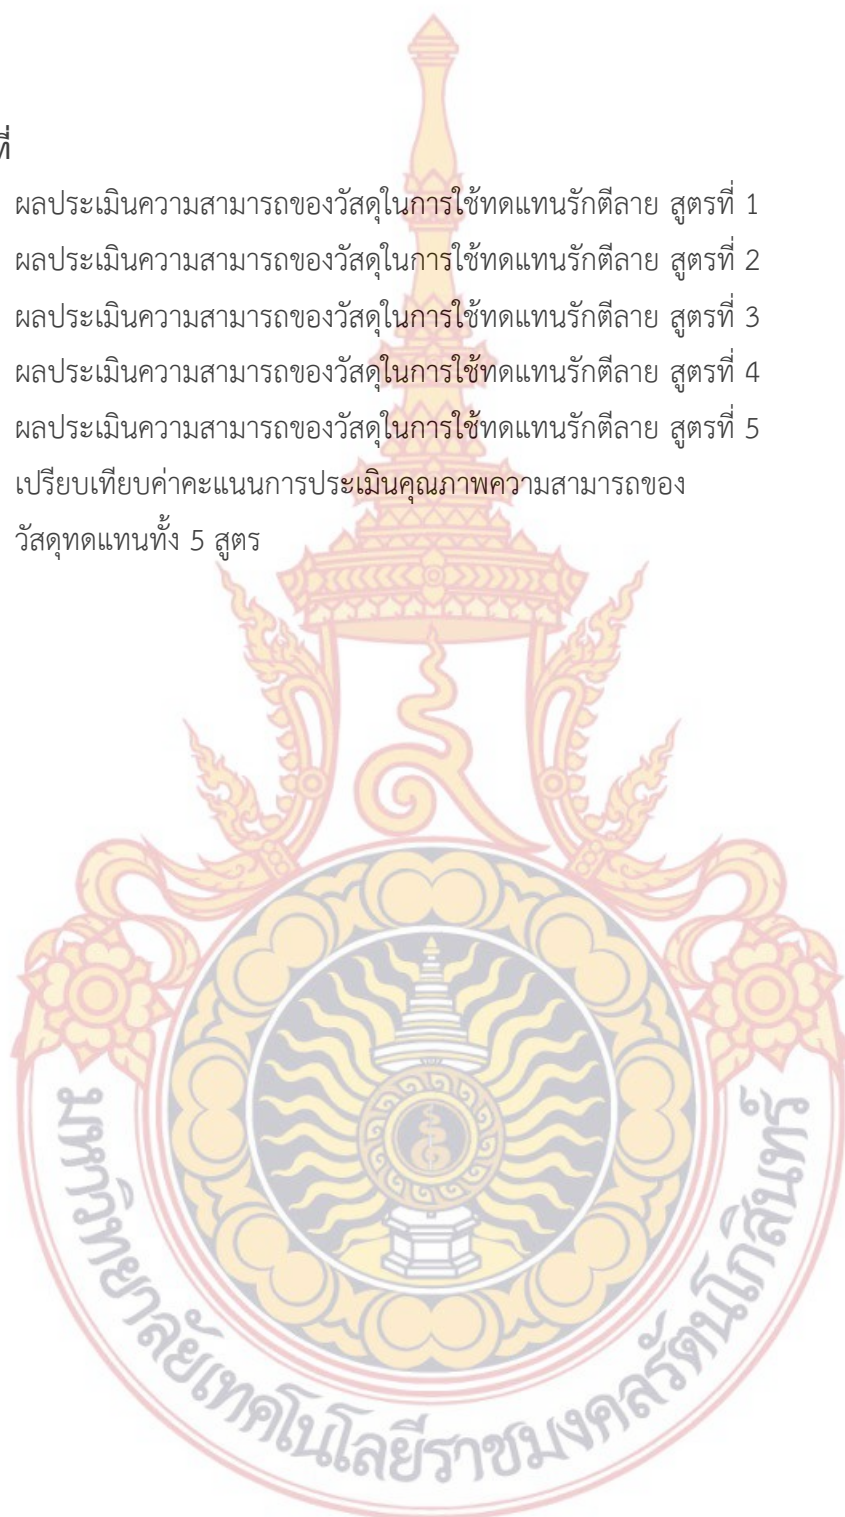 ที่
ผลประเมินความสามารถของวัสดุในการใช้ทดแทนรักตีลาย สูตรที่ 1
ผลประเมินความสามารถของวัสดุในการใช้ทดแทนรักตีลาย สูตรที่ 2
ผลประเมินความสามารถของวัสดุในการใช้ทดแทนรักตีลาย สูตรที่ 3
ผลประเมินความสามารถของวัสดุในการใช้ทดแทนรักตีลาย สูตรที่ 4
ผลประเมินความสามารถของวัสดุในการใช้ทดแทนรักตีลาย สูตรที่ 5
เปรียบเทียบค่าคะแนนการประเมินคุณภาพความสามารถของ
วัสดุทดแทนทั้ง 5 สูตร
มหาวิทยาลัยเทคโนโลยีราชมงคลรัตนโกสินทร์